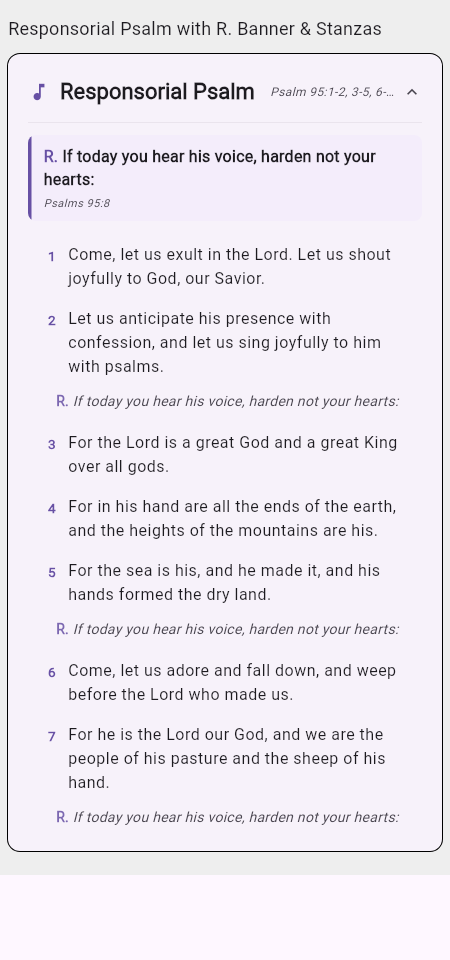 Responsorial Psalm with R. Banner & Stanzas
Responsorial Psalm Psalm 95:1-2, 3-5, 6-…
R. If today you hear his voice, harden not your
hearts:
Psalms 95:8
1 Come, let us exult in the Lord. Let us shout
joyfully to God, our Savior.
2 Let us anticipate his presence with
confession, and let us sing joyfully to him
with psalms.
R. If today you hear his voice, harden not your hearts:
3 For the Lord is a great God and a great King
over all gods.
4 For in his hand are all the ends of the earth,
and the heights of the mountains are his.
5 For the sea is his, and he made it, and his
hands formed the dry land.
R. If today you hear his voice, harden not your hearts:
6 Come, let us adore and fall down, and weep
before the Lord who made us.
7 For he is the Lord our God, and we are the
people of his pasture and the sheep of his
hand.
R. If today you hear his voice, harden not your hearts: